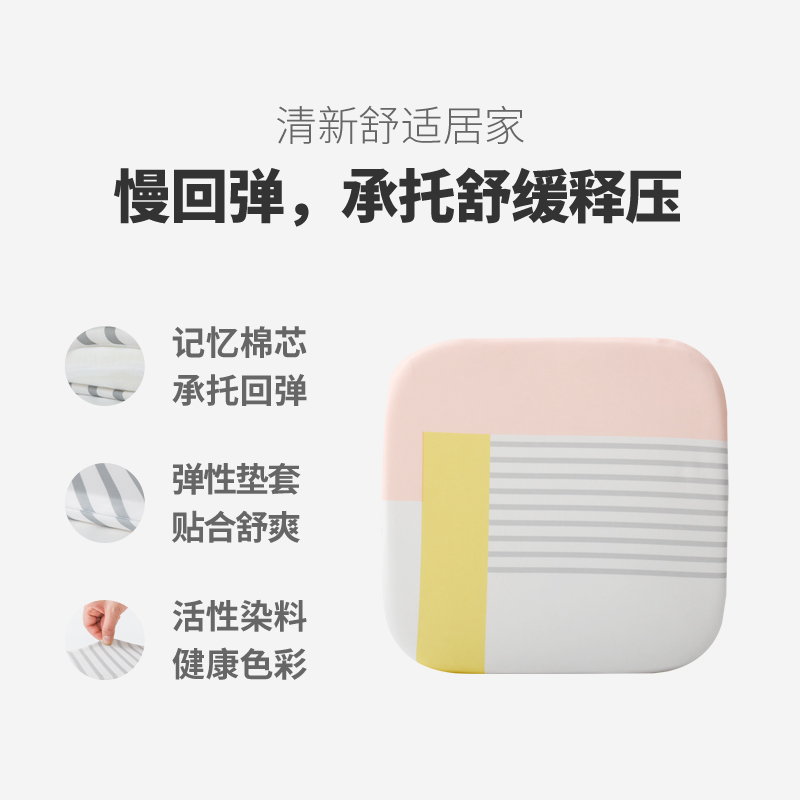 清新舒适居家
慢回弹，承托舒缓释压
记忆棉芯
承托回弹
弹性垫套
贴合舒爽
活性染料
健康色彩